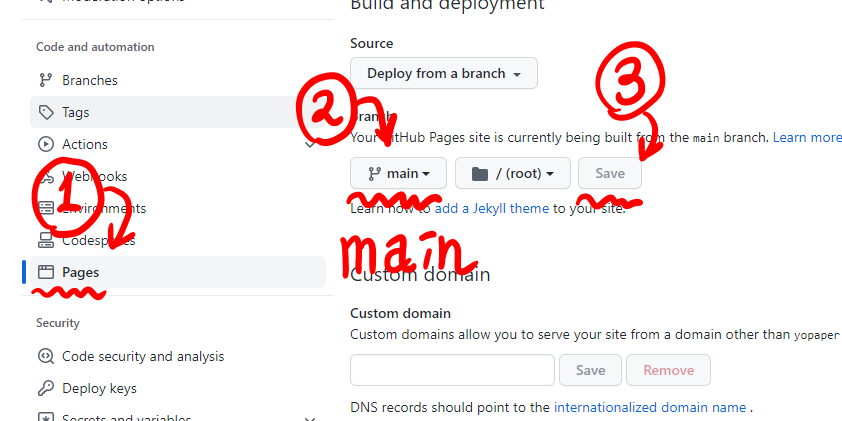 Moderation options
Code and automation
Branches
Tags
Actions
Webhooks
Environments
Codespaces
Pages
Security
Code security and analysis
Deploy keys
Secrets and variables
1
Build and deployment
Source
Deploy from a branch
2
3
Branch
Your GitHub Pages site is currently being built from the main branch. Learn more
main
/ (root)
Save
Learn how to add a Jekyll theme to your site.
main
Custom domain
Custom domain
Custom domains allow you to serve your site from a domain other than yopaper
Save
Remove
DNS records should point to the internationalized domain name .